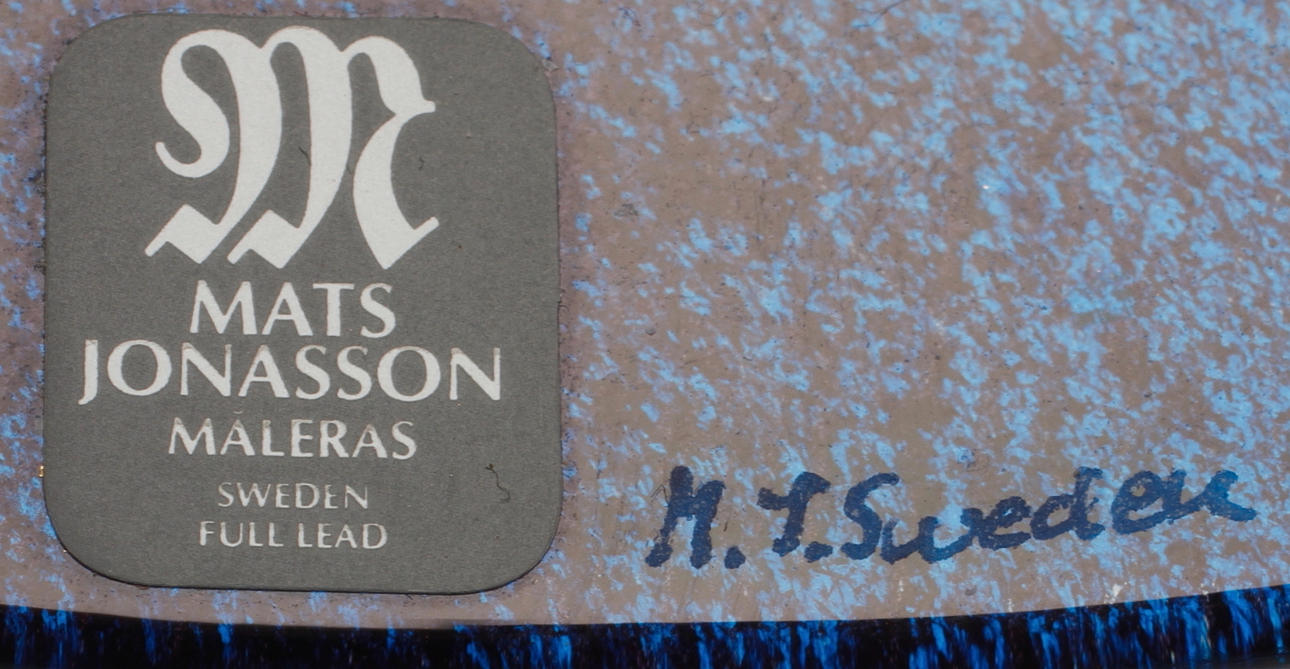 M
MATS
JONASSON
MÅLERAS
SWEDEN
FULL LEAD
M. J. Sweden